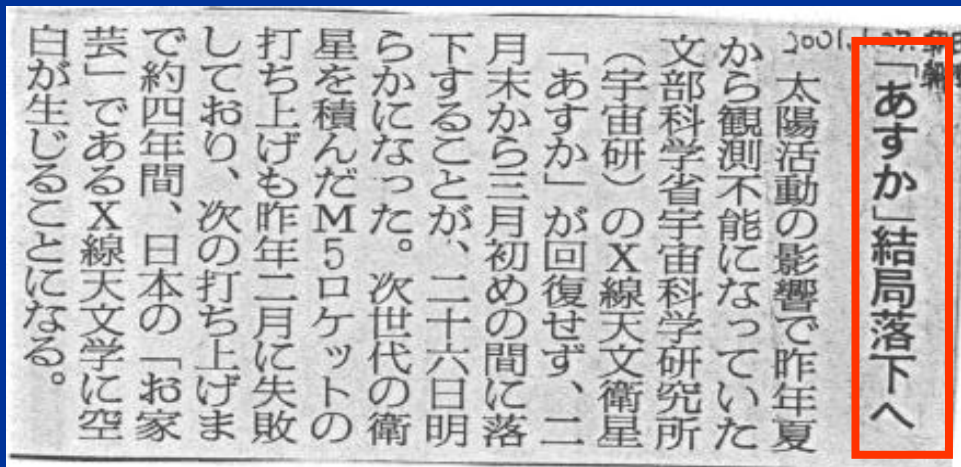 2001.1.27.
「あすか」結局落下へ
太陽活動の影響で昨年夏
から観測不能になっていた
文部科学省宇宙科学研究所
（宇宙研）のX線天文衛星
「あすか」が回復せず、二
月末から三月初めの間に落
下することが、二十六日明
らかになった。次世代の衛
星を積んだM5ロケットの
打ち上げも昨年二月に失敗
しており、次の打ち上げま
で約四年間、日本の「お家
芸」であるX線天文学に空
白が生じることになる。